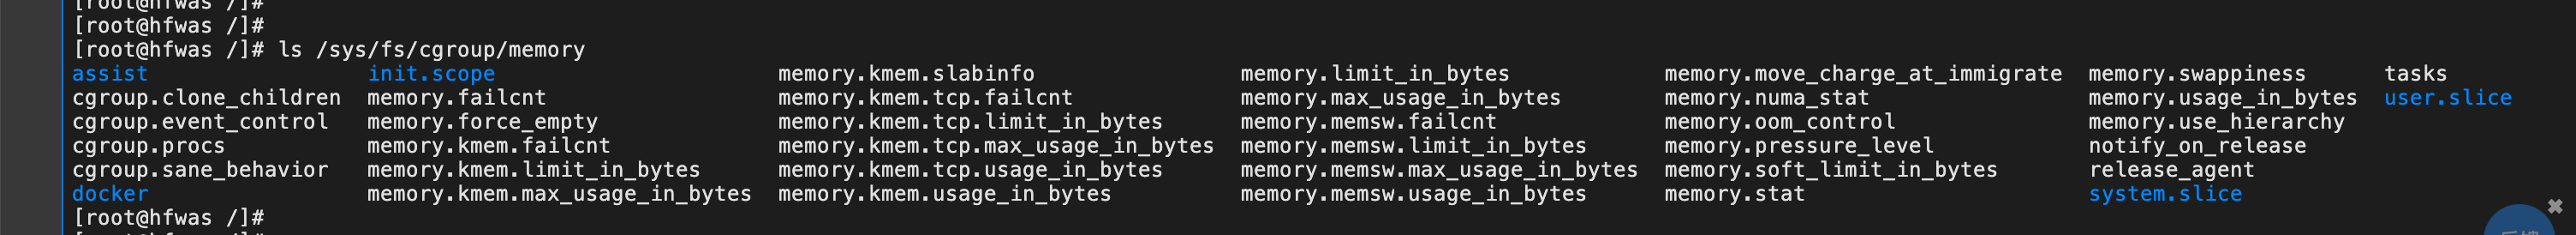 [root@hfwas /]#
[root@hfwas /]#
[root@hfwas /]# ls /sys/fs/cgroup/memory
assist init.scope memory.kmem.slabinfo memory.limit_in_bytes memory.move_charge_at_immigrate memory.swappiness tasks
cgroup.clone_children memory.failcnt memory.kmem.tcp.failcnt memory.max_usage_in_bytes memory.numa_stat memory.usage_in_bytes user.slice
cgroup.event_control memory.force_empty memory.kmem.tcp.limit_in_bytes memory.memsw.failcnt memory.oom_control memory.use_hierarchy
cgroup.procs memory.kmem.failcnt memory.kmem.tcp.max_usage_in_bytes memory.memsw.limit_in_bytes memory.pressure_level notify_on_release
cgroup.sane_behavior memory.kmem.limit_in_bytes memory.kmem.tcp.usage_in_bytes memory.memsw.max_usage_in_bytes memory.soft_limit_in_bytes release_agent
docker memory.kmem.max_usage_in_bytes memory.kmem.usage_in_bytes memory.memsw.usage_in_bytes memory.stat system.slice
[root@hfwas /]#